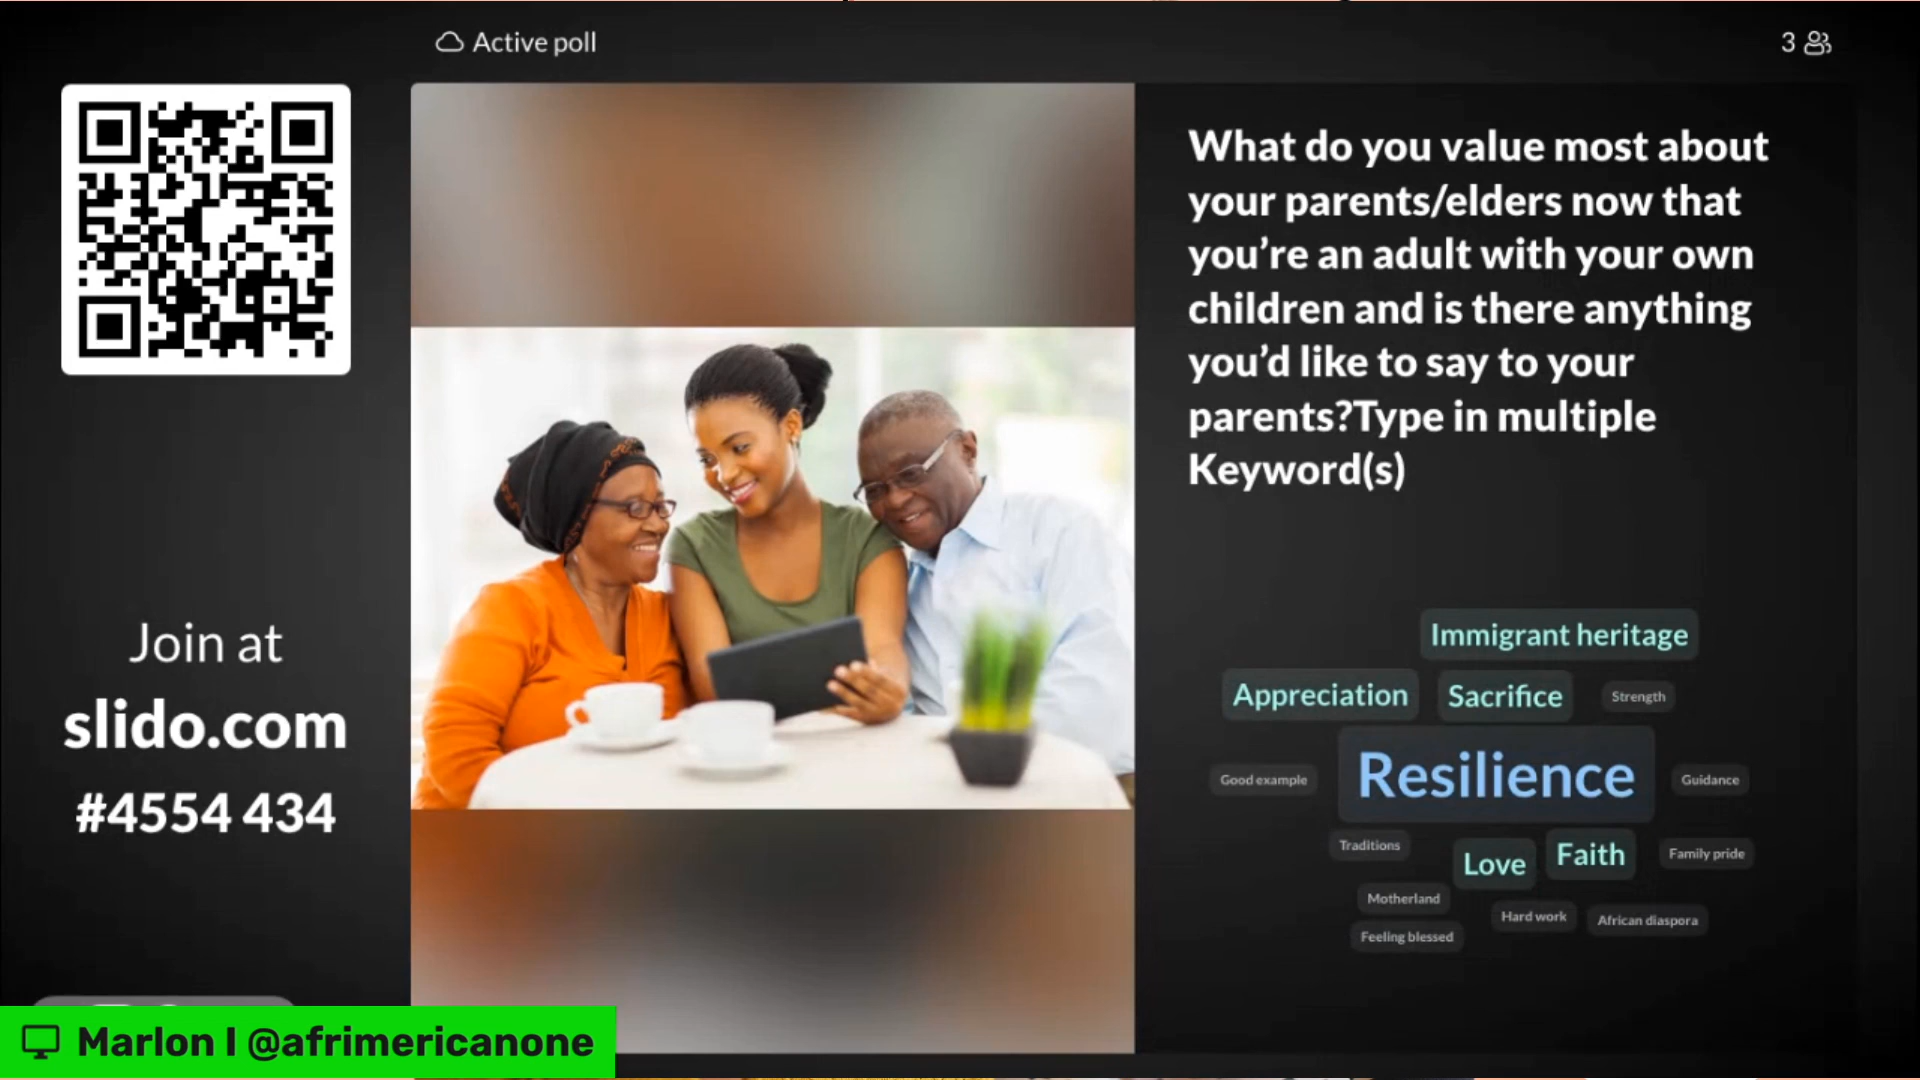 Active poll
3
What do you value most about
your parents/elders now that
you’re an adult with your own
children and is there anything
you’d like to say to your
parents?Type in multiple
Keyword(s)
Join at
slido.com
#4554 434
Immigrant heritage
Appreciation
Sacrifice
Strength
Good example
Resilience
Guidance
Traditions
Love
Faith
Family pride
Motherland
Hard work
African diaspora
Feeling blessed
Marlon I @afrimericanone